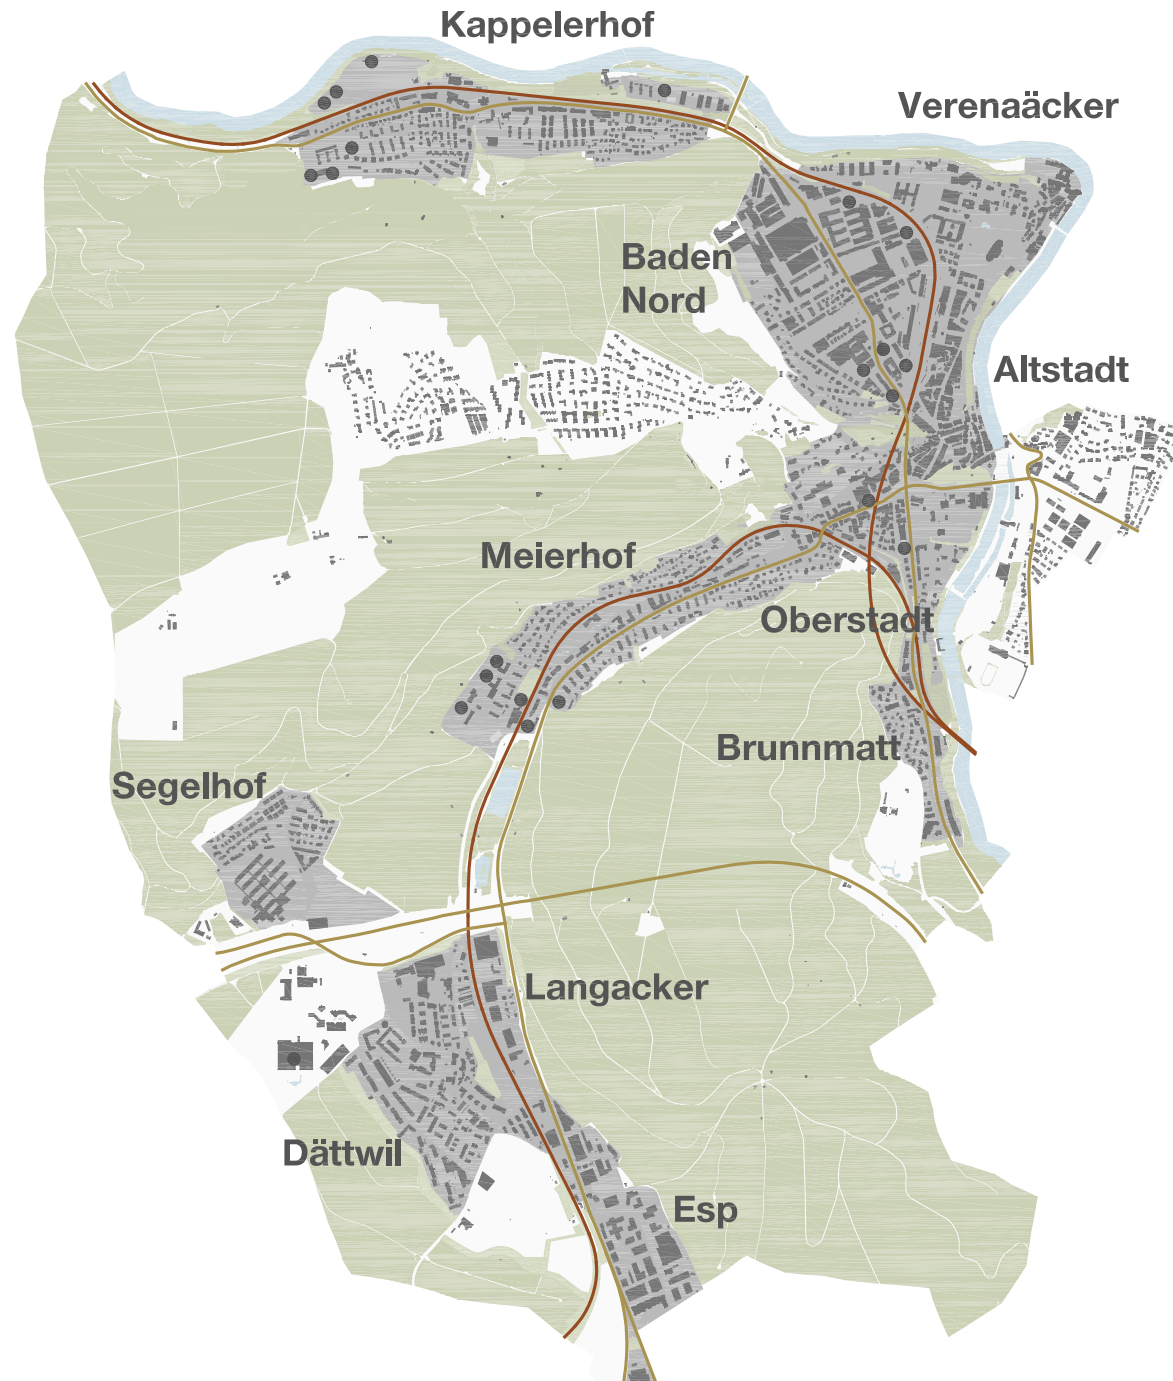 Kappelerhof
Verenaäcker
Baden
Nord
Altstadt
Meierhof
Oberstadt
Brunnmatt
Segelhof
Langacker
Dättwil
Esp